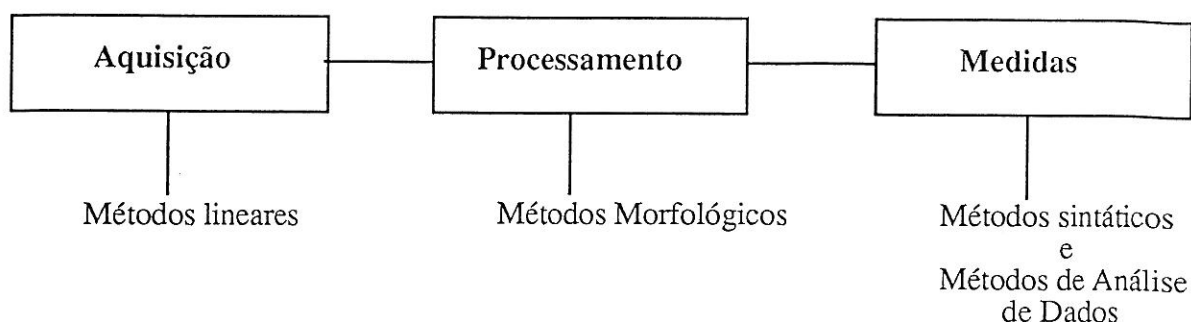 Aquisição
Processamento
Medidas
Métodos lineares
Métodos Morfológicos
Métodos sintáticos
e
Métodos de Análise
de Dados